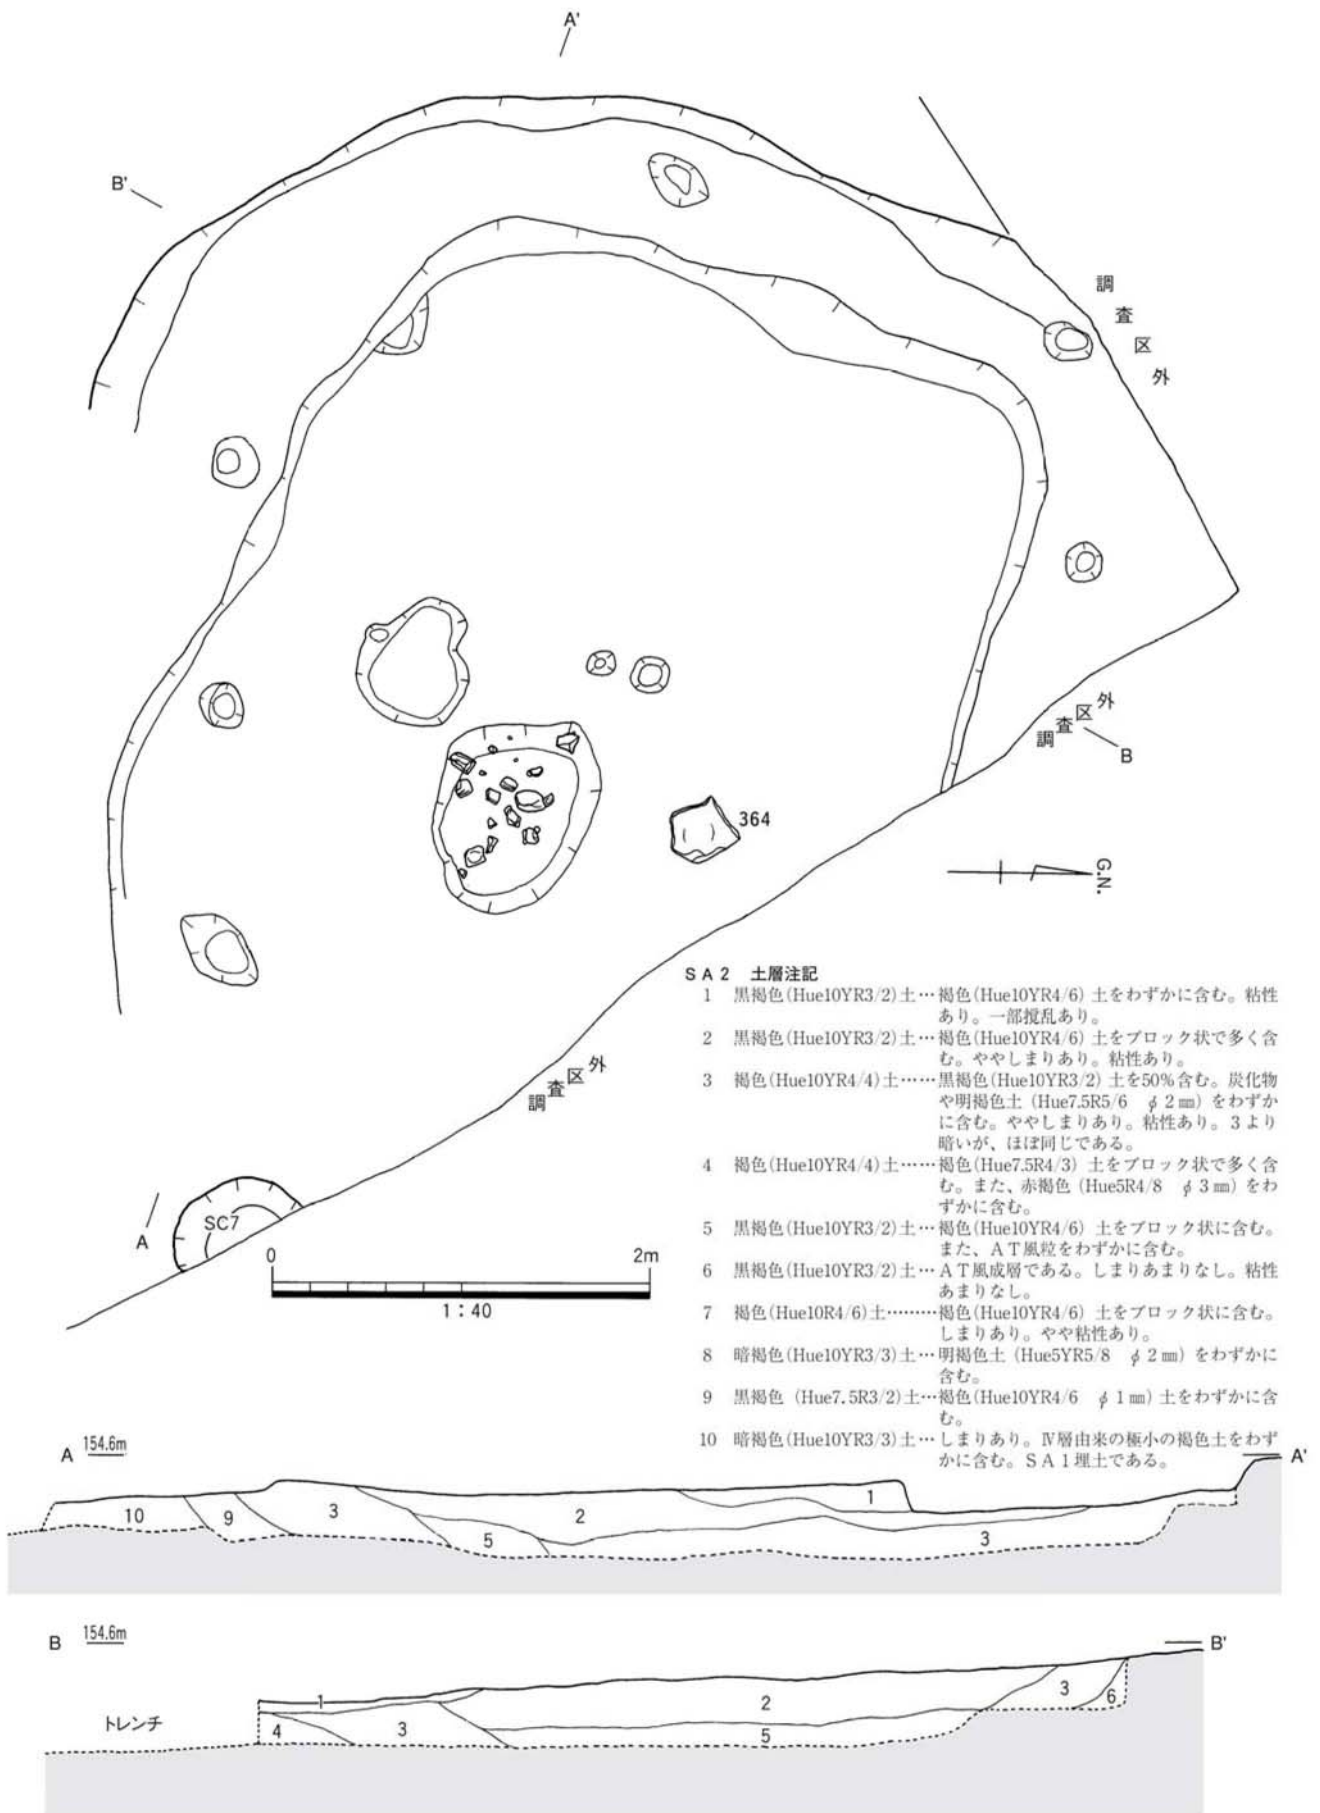 A'
B'
調査区外
調査区外
B
364
G.N.
調査区外
SC7
A
0 2m
1:40
SA2 土層注記
1 黒褐色(Hue10YR3/2)土…褐色(Hue10YR4/6)土をわずかに含む。粘性
あり。一部撹乱あり。
2 黒褐色(Hue10YR3/2)土…褐色(Hue10YR4/6)土をブロック状で多く含
む。ややしまりあり。粘性あり。
3 褐色(Hue10YR4/4)土……黒褐色(Hue10YR3/2)土を50%含む。炭化物
や明褐色土(Hue7.5R5/6 φ2㎜)をわずか
に含む。ややしまりあり。粘性あり。3より
暗いが、ほぼ同じである。
4 褐色(Hue10YR4/4)土……褐色(Hue7.5R4/3)土をブロック状で多く含
む。また、赤褐色(Hue5R4/8 φ3㎜)をわ
ずかに含む。
5 黒褐色(Hue10YR3/2)土…褐色(Hue10YR4/6)土をブロック状に含む。
また、AT風粒をわずかに含む。
6 黒褐色(Hue10YR3/2)土…AT風成層である。しまりあまりなし。粘性
あまりなし。
7 褐色(Hue10R4/6)土………褐色(Hue10YR4/6)土をブロック状に含む。
しまりあり。やや粘性あり。
8 暗褐色(Hue10YR3/3)土…明褐色土(Hue5YR5/8 φ2㎜)をわずかに
含む。
9 黒褐色(Hue7.5R3/2)土…褐色(Hue10YR4/6 φ1㎜)土をわずかに含
む。
10 暗褐色(Hue10YR3/3)土…しまりあり。Ⅳ層由来の極小の褐色土をわず
かに含む。SA1埋土である。
A 154.6m A'
10 9 3 5 2 1 3
B 154.6m B'
トレンチ 1 4 3 2 5 3 6